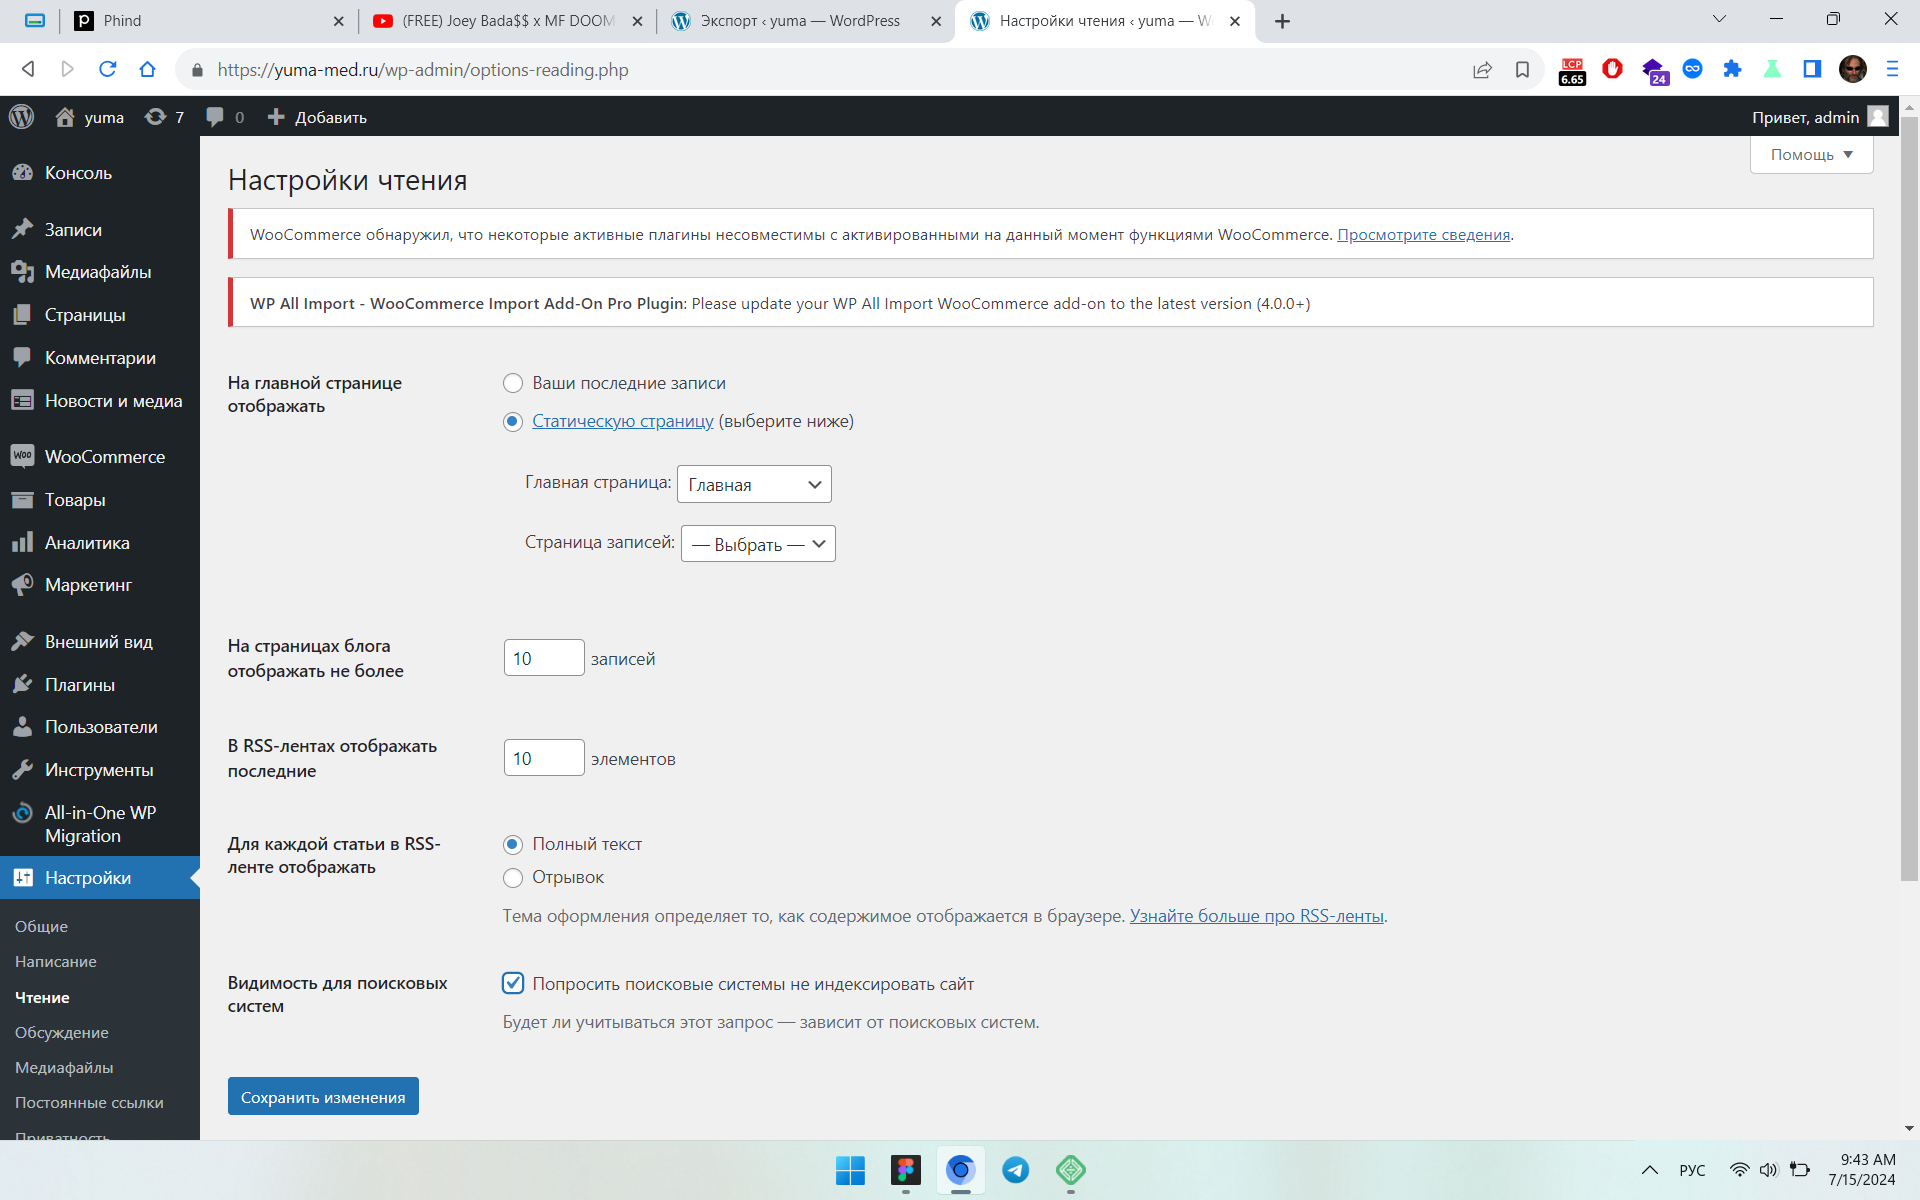 Phind
(FREE) Joey Bada$$ x MF DOOM
Экспорт ‹ yuma — WordPress
Настройки чтения ‹ yuma — W
https://yuma-med.ru/wp-admin/options-reading.php
LCP
6.65
24
yuma
7
0
Добавить
Привет, admin
Помощь
Консоль
Записи
Медиафайлы
Страницы
Комментарии
Новости и медиа
Woo
WooCommerce
Товары
Аналитика
Маркетинг
Внешний вид
Плагины
Пользователи
Инструменты
All-in-One WP
Migration
Настройки
Общие
Написание
Чтение
Обсуждение
Медиафайлы
Постоянные ссылки
Приватность
Настройки чтения
WooCommerce обнаружил, что некоторые активные плагины несовместимы с активированными на данный момент функциями WooCommerce. Просмотрите сведения.
WP All Import - WooCommerce Import Add-On Pro Plugin: Please update your WP All Import WooCommerce add-on to the latest version (4.0.0+)
На главной странице
отображать
Ваши последние записи
Статическую страницу (выберите ниже)
Главная страница: Главная
Страница записей: — Выбрать —
На страницах блога
отображать не более
10 записей
В RSS-лентах отображать
последние
10 элементов
Для каждой статьи в RSS-
ленте отображать
Полный текст
Отрывок
Тема оформления определяет то, как содержимое отображается в браузере. Узнайте больше про RSS-ленты.
Видимость для поисковых
систем
Попросить поисковые системы не индексировать сайт
Будет ли учитываться этот запрос — зависит от поисковых систем.
Сохранить изменения
РУС
9:43 AM
7/15/2024